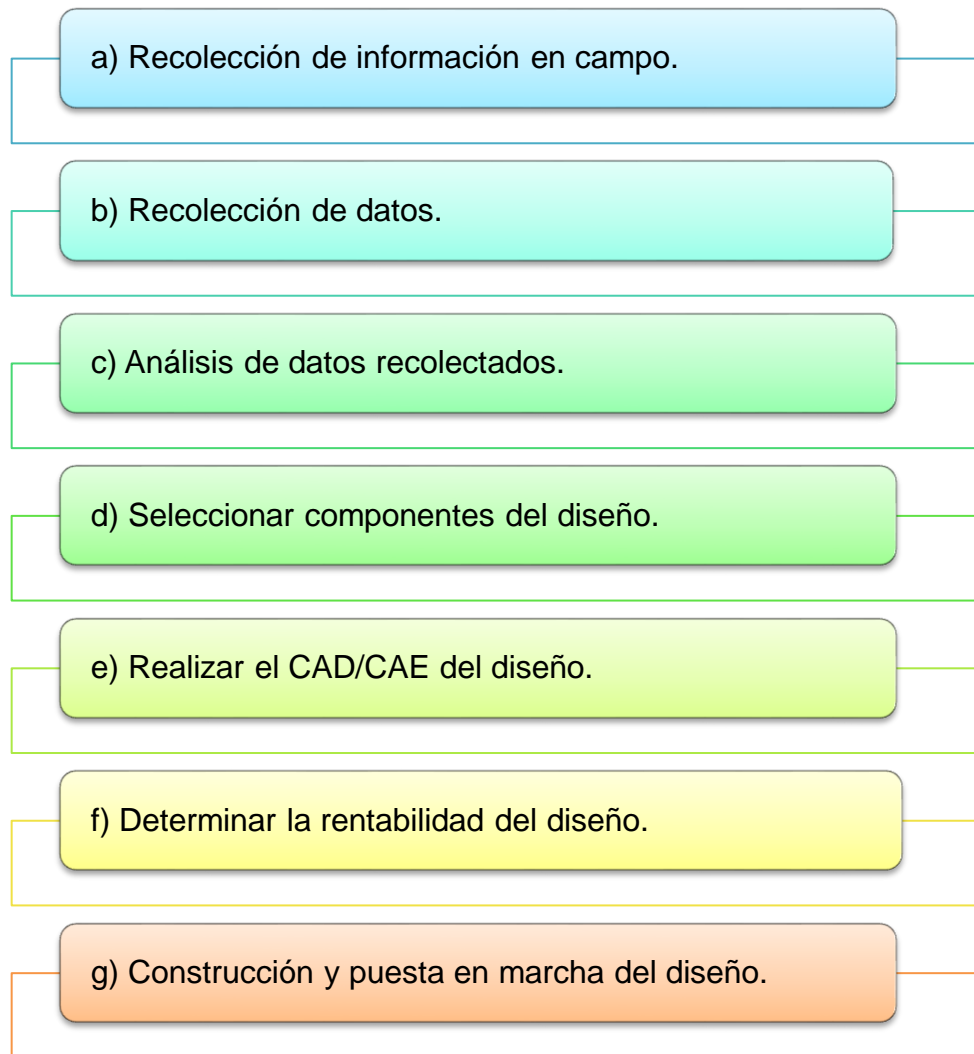 a) Recolección de información en campo.
b) Recolección de datos.
c) Análisis de datos recolectados.
d) Seleccionar componentes del diseño.
e) Realizar el CAD/CAE del diseño.
f) Determinar la rentabilidad del diseño.
g) Construcción y puesta en marcha del diseño.